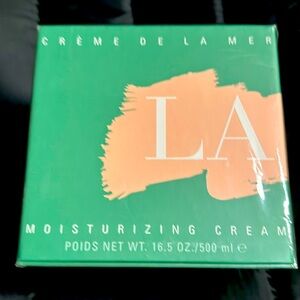 CRÈME DE LA MER
LA
MOISTURIZING CREAM
POIDS NET WT. 16.5 OZ./500 ml ℮